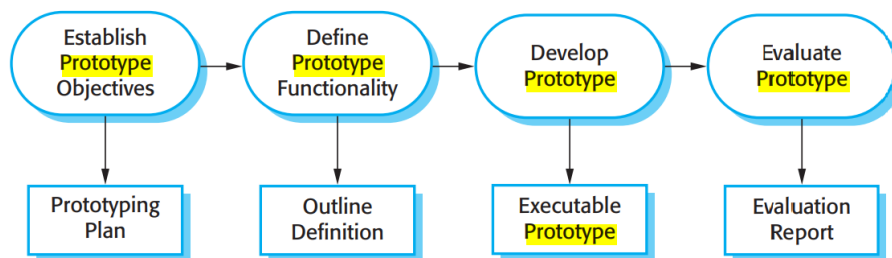 Establish
Prototype
Objectives
Define
Prototype
Functionality
Develop
Prototype
Evaluate
Prototype
Prototyping
Plan
Outline
Definition
Executable
Prototype
Evaluation
Report